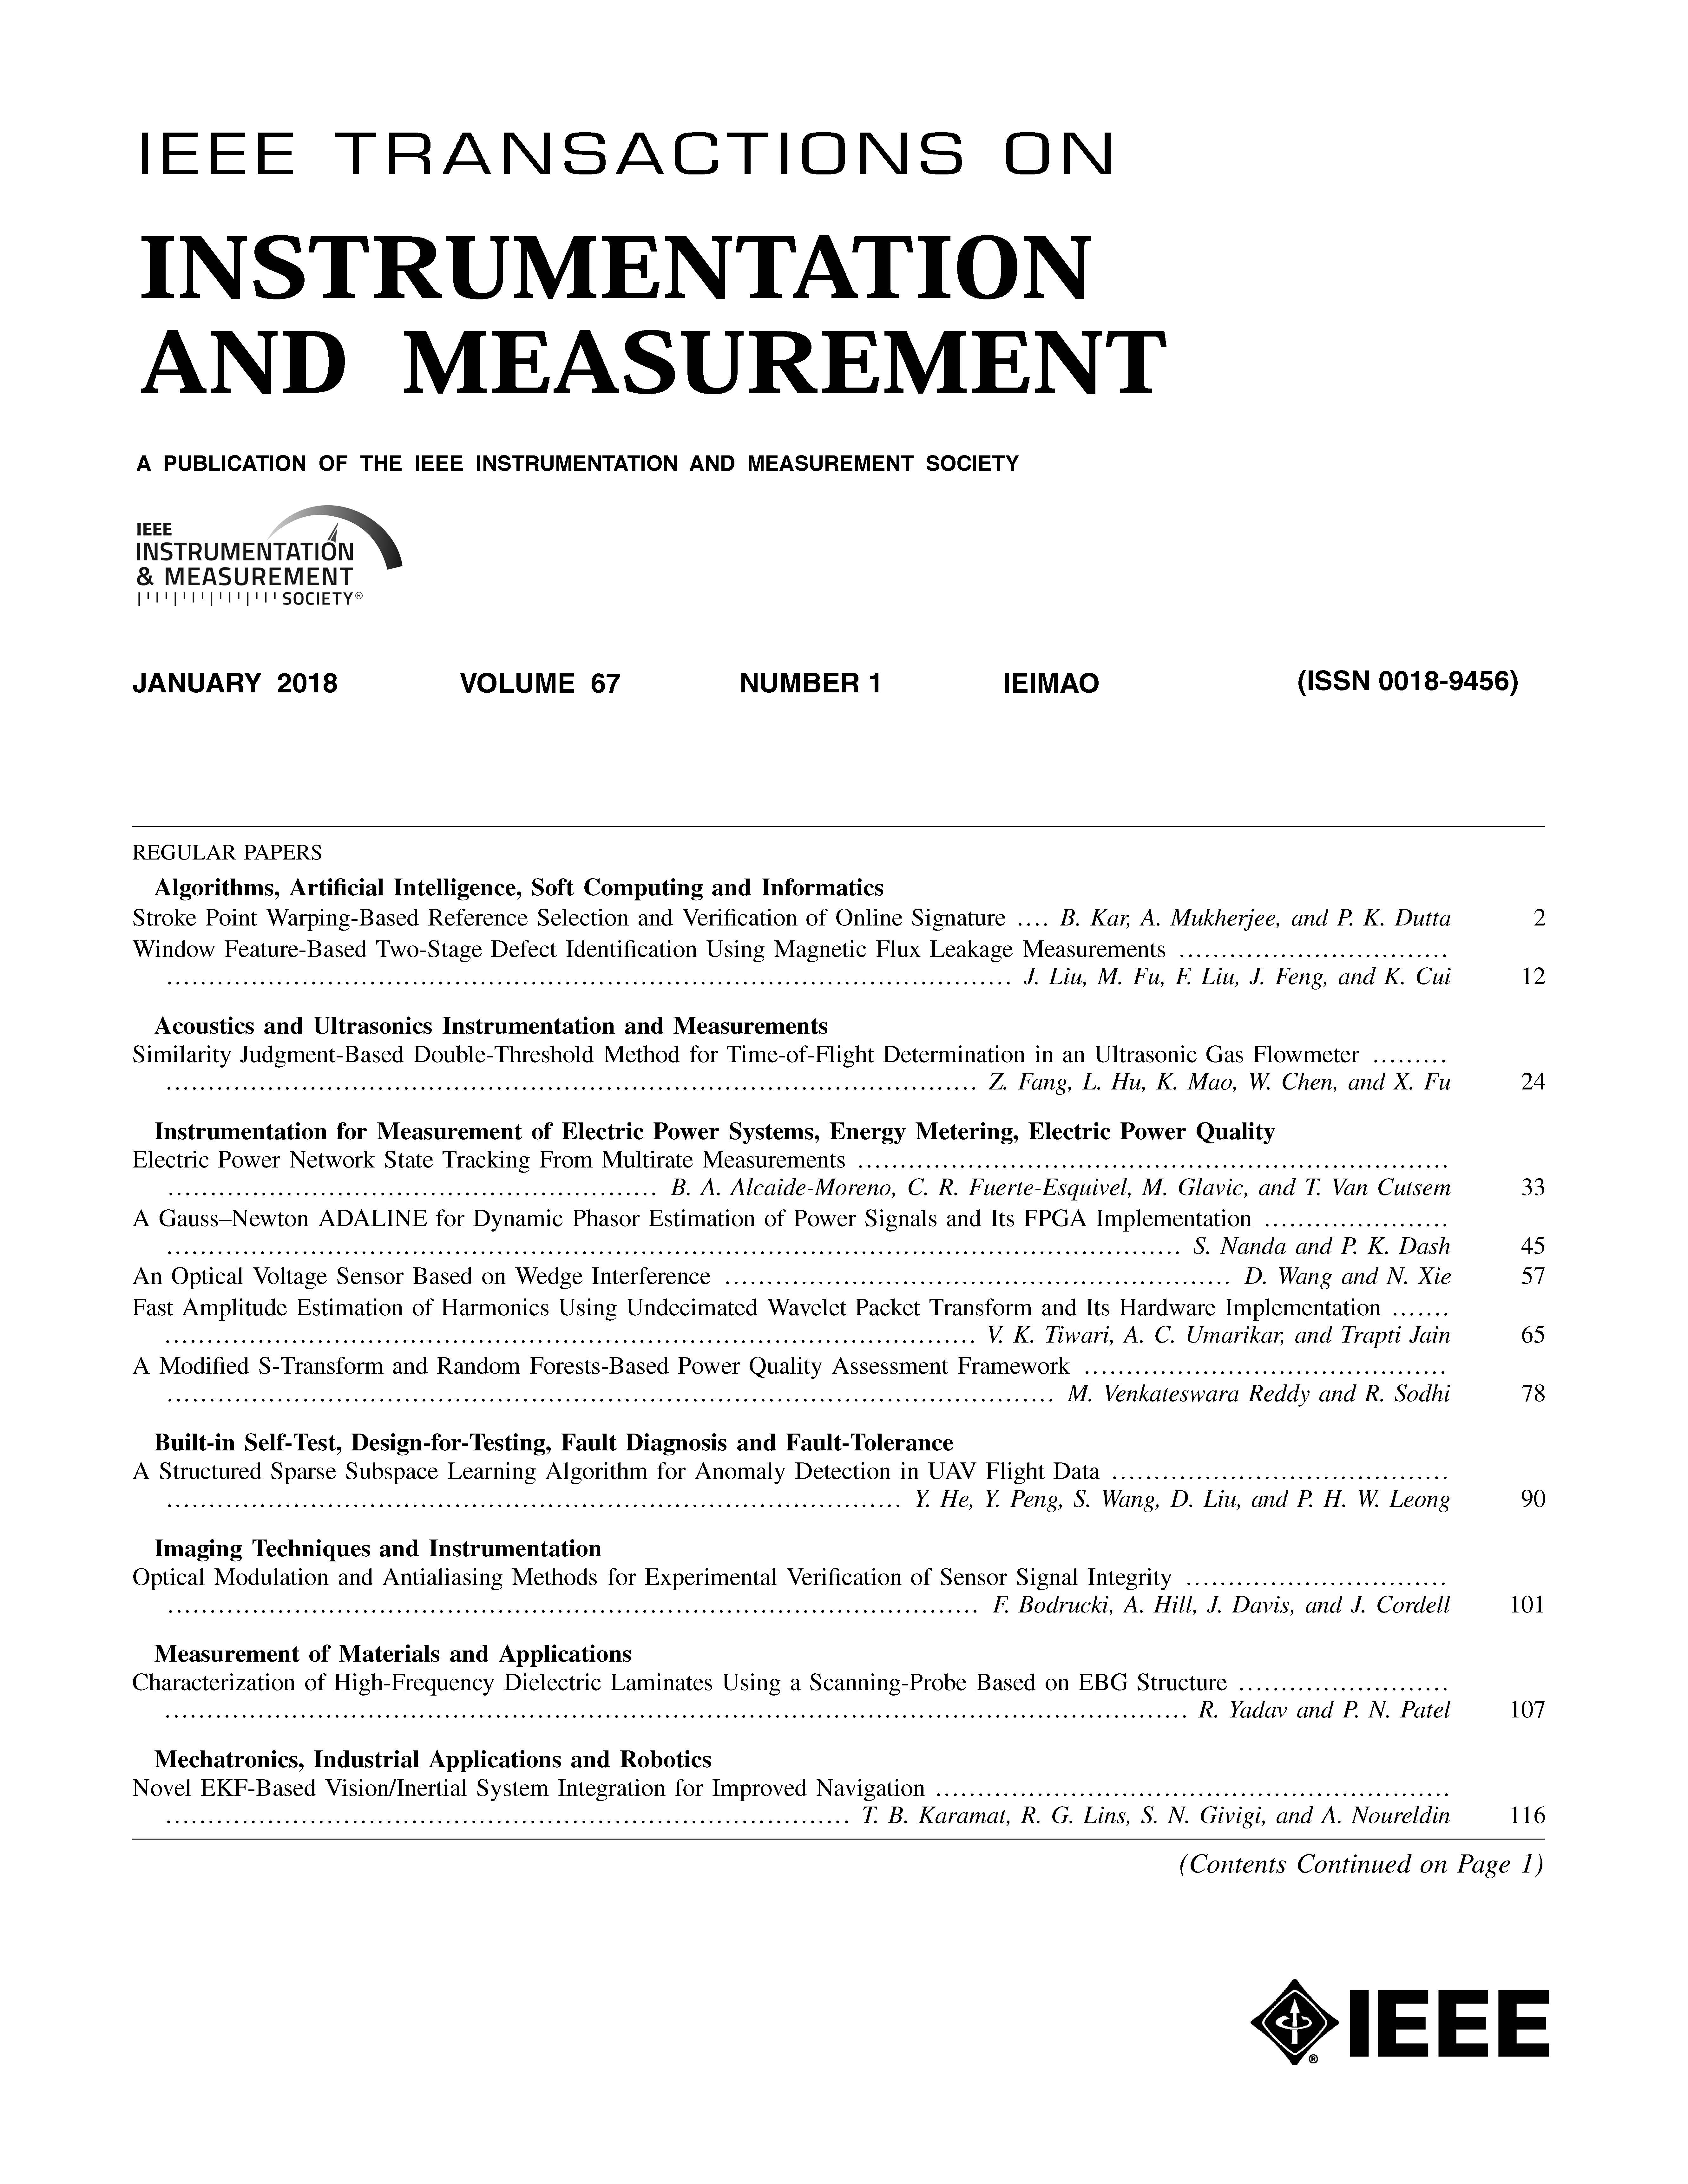 IEEE TRANSACTIONS ON
INSTRUMENTATION
AND MEASUREMENT
A PUBLICATION OF THE IEEE INSTRUMENTATION AND MEASUREMENT SOCIETY
IEEE
INSTRUMENTATION
& MEASUREMENT
SOCIETY®
JANUARY 2018 VOLUME 67 NUMBER 1 IEIMAO (ISSN 0018-9456)
REGULAR PAPERS
Algorithms, Artificial Intelligence, Soft Computing and Informatics
Stroke Point Warping-Based Reference Selection and Verification of Online Signature .... B. Kar, A. Mukherjee, and P. K. Dutta 2
Window Feature-Based Two-Stage Defect Identification Using Magnetic Flux Leakage Measurements ................................
.................................................................................................... J. Liu, M. Fu, F. Liu, J. Feng, and K. Cui 12
Acoustics and Ultrasonics Instrumentation and Measurements
Similarity Judgment-Based Double-Threshold Method for Time-of-Flight Determination in an Ultrasonic Gas Flowmeter .........
................................................................................................ Z. Fang, L. Hu, K. Mao, W. Chen, and X. Fu 24
Instrumentation for Measurement of Electric Power Systems, Energy Metering, Electric Power Quality
Electric Power Network State Tracking From Multirate Measurements ......................................................................
.......................................................... B. A. Alcaide-Moreno, C. R. Fuerte-Esquivel, M. Glavic, and T. Van Cutsem 33
A Gauss–Newton ADALINE for Dynamic Phasor Estimation of Power Signals and Its FPGA Implementation ......................
........................................................................................................................ S. Nanda and P. K. Dash 45
An Optical Voltage Sensor Based on Wedge Interference ............................................................ D. Wang and N. Xie 57
Fast Amplitude Estimation of Harmonics Using Undecimated Wavelet Packet Transform and Its Hardware Implementation .......
................................................................................................ V. K. Tiwari, A. C. Umarikar, and Trapti Jain 65
A Modified S-Transform and Random Forests-Based Power Quality Assessment Framework ...........................................
......................................................................................................... M. Venkateswara Reddy and R. Sodhi 78
Built-in Self-Test, Design-for-Testing, Fault Diagnosis and Fault-Tolerance
A Structured Sparse Subspace Learning Algorithm for Anomaly Detection in UAV Flight Data ........................................
....................................................................................... Y. He, Y. Peng, S. Wang, D. Liu, and P. H. W. Leong 90
Imaging Techniques and Instrumentation
Optical Modulation and Antialiasing Methods for Experimental Verification of Sensor Signal Integrity ...............................
................................................................................................ F. Bodrucki, A. Hill, J. Davis, and J. Cordell 101
Measurement of Materials and Applications
Characterization of High-Frequency Dielectric Laminates Using a Scanning-Probe Based on EBG Structure .........................
......................................................................................................................... R. Yadav and P. N. Patel 107
Mechatronics, Industrial Applications and Robotics
Novel EKF-Based Vision/Inertial System Integration for Improved Navigation .............................................................
................................................................................. T. B. Karamat, R. G. Lins, S. N. Givigi, and A. Noureldin 116
(Contents Continued on Page 1)
IEEE
®